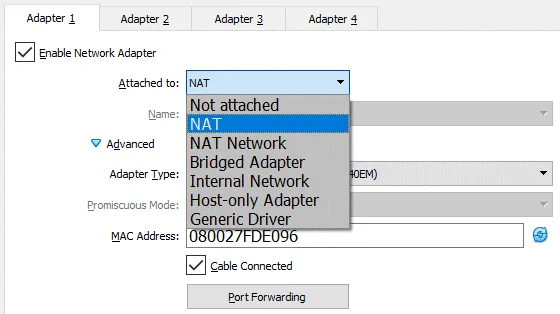 Adapter 1 Adapter 2 Adapter 3 Adapter 4
Enable Network Adapter
Attached to: NAT
Not attached
Name:
NAT
NAT Network
Advanced
Bridged Adapter
Adapter Type: 40EM)
Internal Network
Host-only Adapter
Promiscuous Mode:
Generic Driver
MAC Address: 080027FDE096
Cable Connected
Port Forwarding